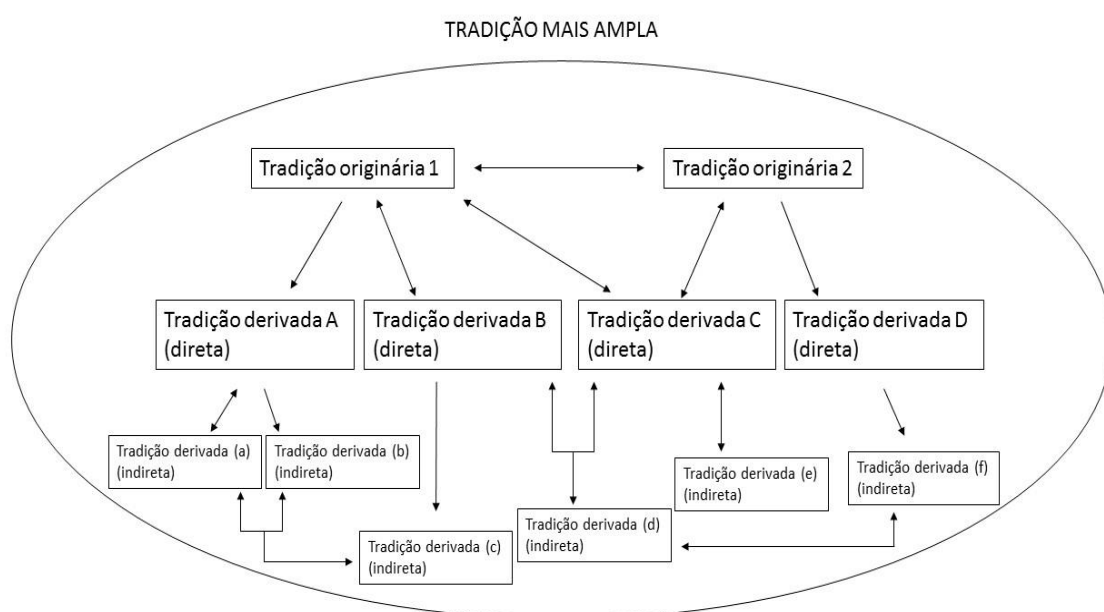 TRADIÇÃO MAIS AMPLA
Tradição originária 1
Tradição originária 2
Tradição derivada A
(direta)
Tradição derivada B
(direta)
Tradição derivada C
(direta)
Tradição derivada D
(direta)
Tradição derivada (a)
(indireta)
Tradição derivada (b)
(indireta)
Tradição derivada (e)
(indireta)
Tradição derivada (f)
(indireta)
Tradição derivada (c)
(indireta)
Tradição derivada (d)
(indireta)